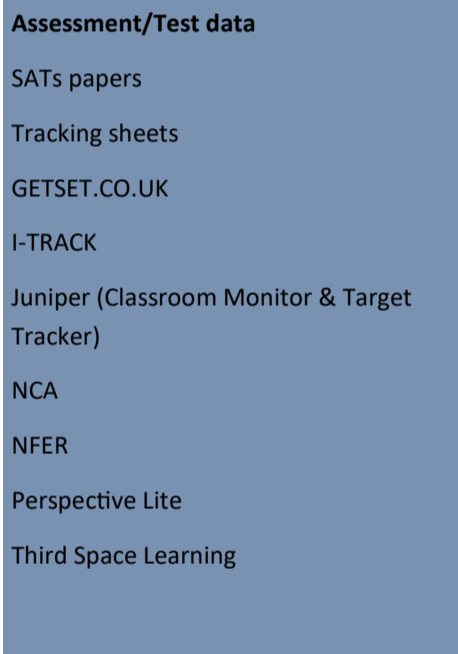 Assessment/Test data
SATs papers
Tracking sheets
GETSET.CO.UK
I-TRACK
Juniper (Classroom Monitor & Target
Tracker)
NCA
NFER
Perspective Lite
Third Space Learning